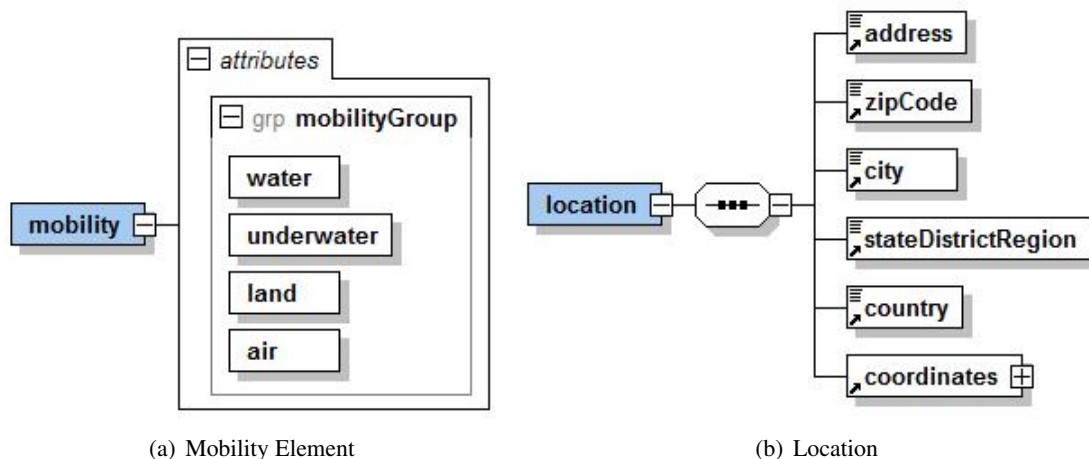 attributes
grp mobilityGroup
water
underwater
land
air
mobility
(a) Mobility Element
address
zipCode
city
stateDistrictRegion
country
coordinates
location
(b) Location